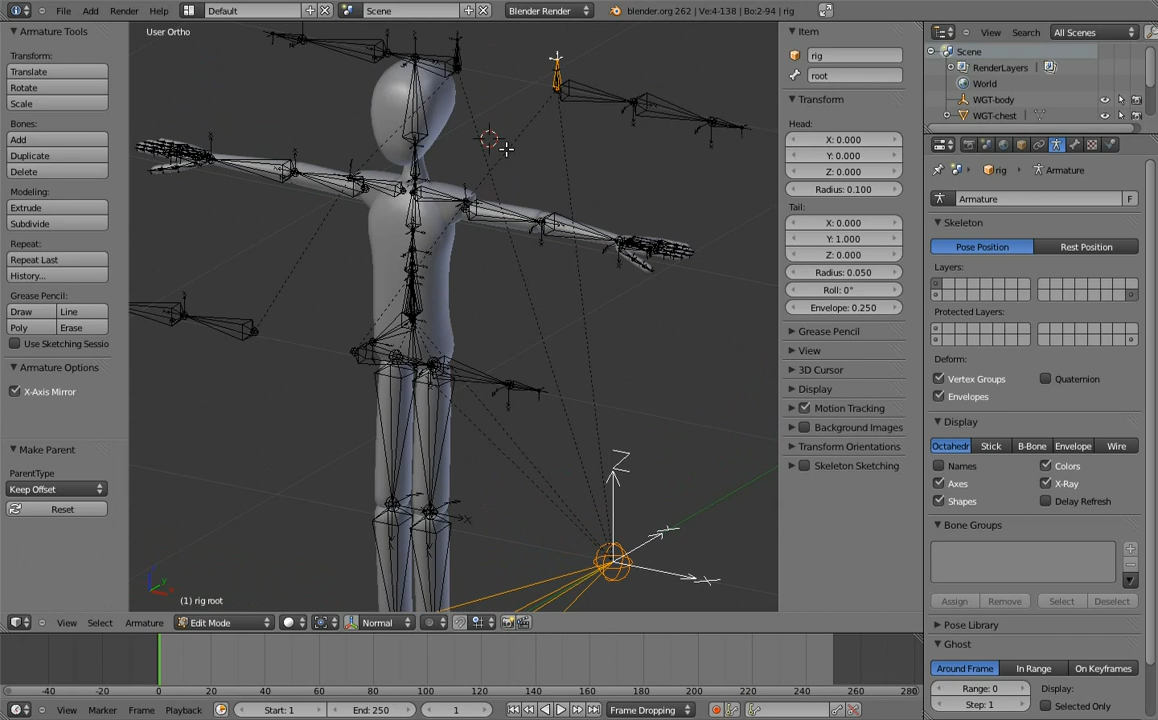 File Add Render Help Default Scene Blender Render blender.org 262 | Ve:4-138 | Bo:2-94 | rig
Armature Tools
Transform:
Translate
Rotate
Scale
Bones:
Add
Duplicate
Delete
Modeling:
Extrude
Subdivide
Repeat:
Repeat Last
History...
Grease Pencil:
Draw Line
Poly Erase
Use Sketching Sessio
Armature Options
X-Axis Mirror
Make Parent
ParentType
Keep Offset
Reset
User Ortho
Z
X
X
z
y
x
(1) rig root
View Select Armature Edit Mode Normal
Item
rig
root
Transform
Head:
X: 0.000
Y: 0.000
Z: 0.000
Radius: 0.100
Tail:
X: 0.000
Y: 1.000
Z: 0.000
Radius: 0.050
Roll: 0°
Envelope: 0.250
Grease Pencil
View
3D Cursor
Display
Motion Tracking
Background Images
Transform Orientations
Skeleton Sketching
View Search All Scenes
Scene
RenderLayers
World
WGT-body
WGT-chest
rig Armature
Armature F
Skeleton
Pose Position Rest Position
Layers:
Protected Layers:
Deform:
Vertex Groups Quaternion
Envelopes
Display
Octahedr Stick B-Bone Envelope Wire
Names Colors
Axes X-Ray
Shapes Delay Refresh
Bone Groups
Assign Remove Select Deselect
Pose Library
Ghost
Around Frame In Range On Keyframes
Range: 0 Display:
Step: 1 Selected Only
-40 -20 0 20 40 60 80 100 120 140 160 180 200 220 240 260 280
View Marker Frame Playback Start: 1 End: 250 1 Frame Dropping